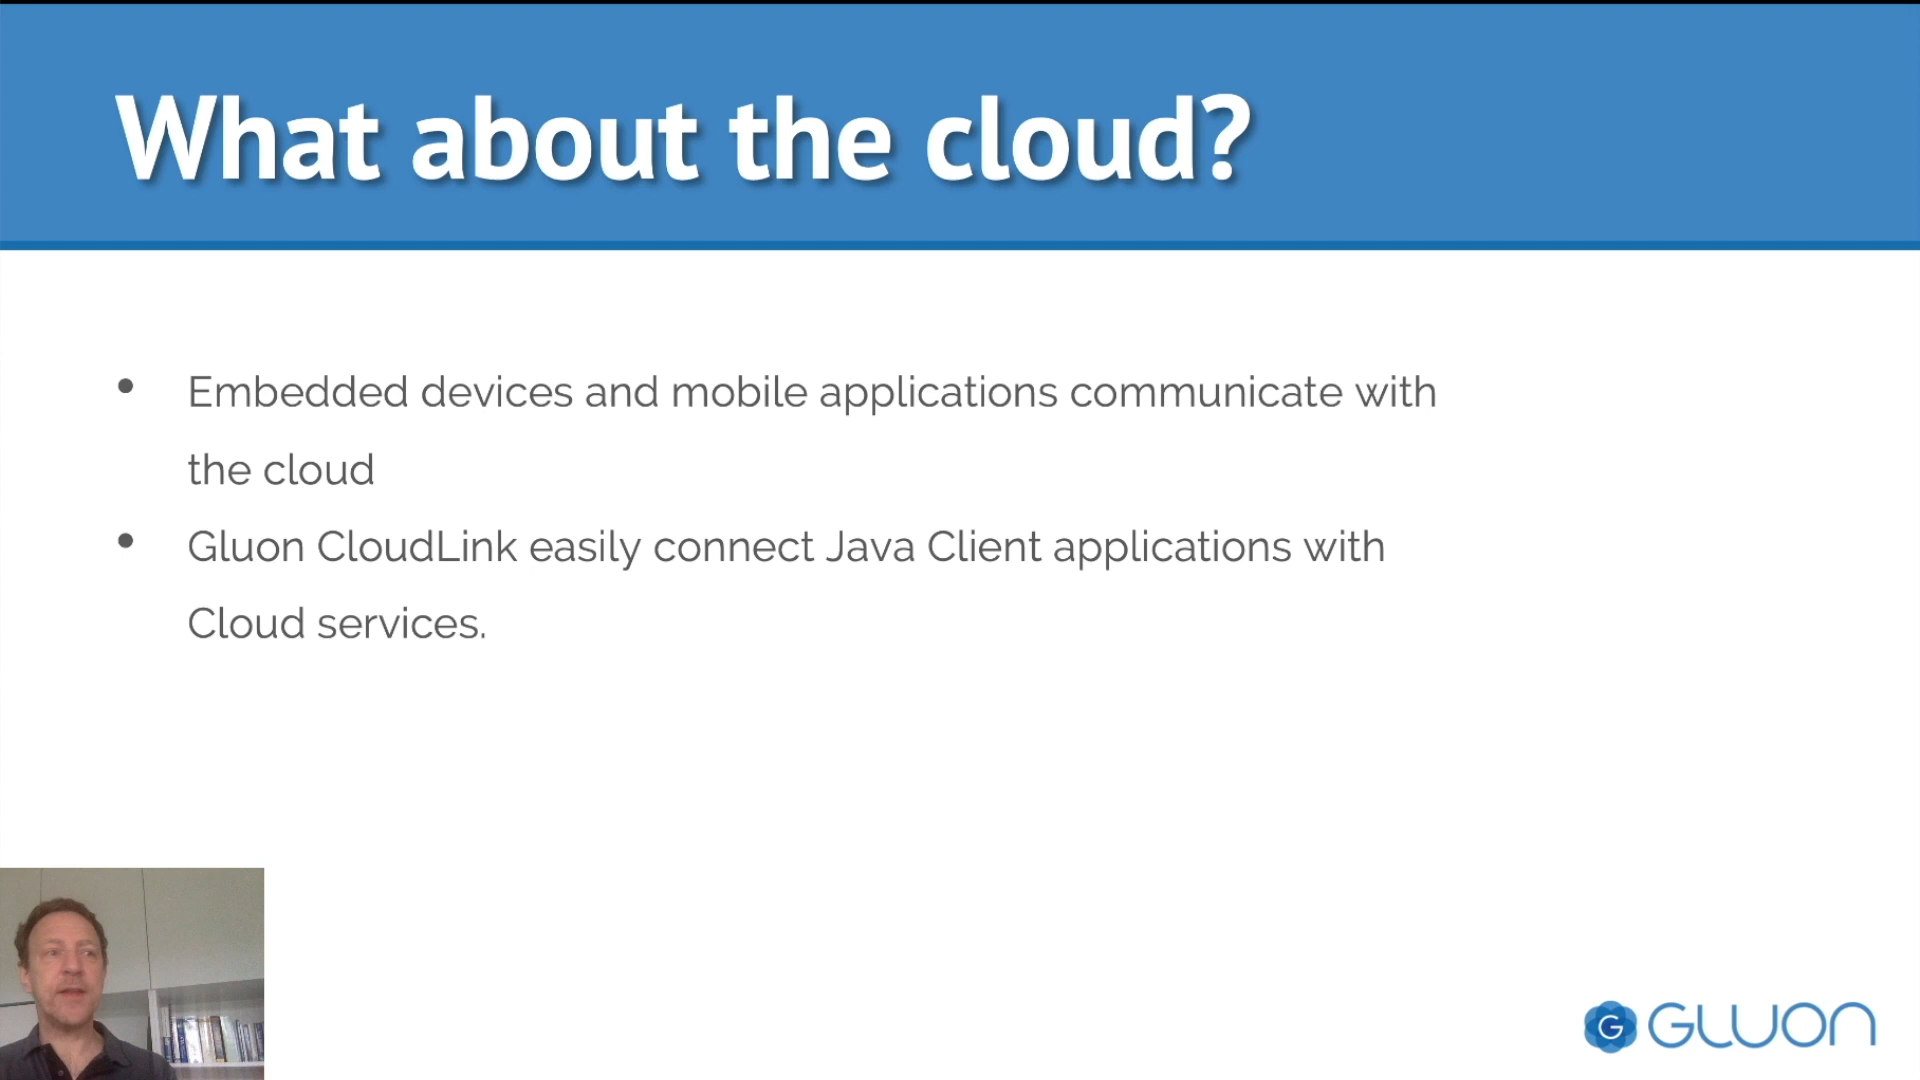 What about the cloud?
• Embedded devices and mobile applications communicate with
the cloud
• Gluon CloudLink easily connect Java Client applications with
Cloud services.
G GLUON